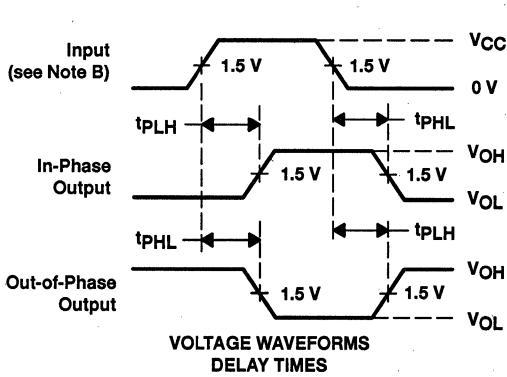 Input
(see Note B)
1.5 V
1.5 V
VCC
0 V
tPLH
tPHL
In-Phase
Output
1.5 V
1.5 V
VOH
VOL
tPHL
tPLH
Out-of-Phase
Output
1.5 V
1.5 V
VOH
VOL
VOLTAGE WAVEFORMS
DELAY TIMES